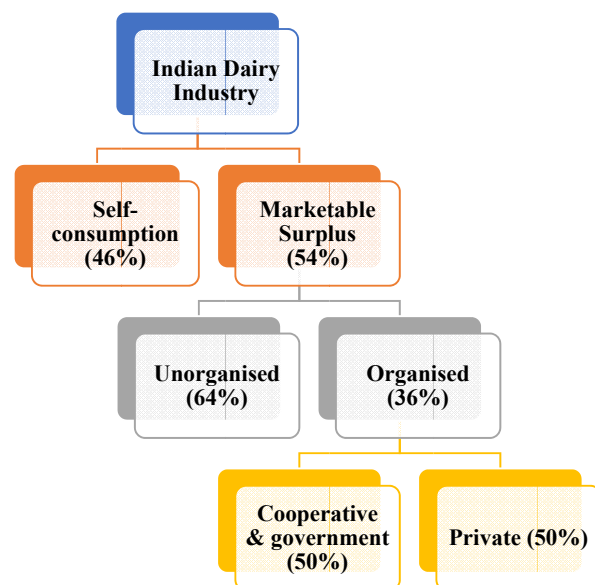 Indian Dairy
Industry
Self-
consumption
(46%)
Marketable
Surplus
(54%)
Unorganised
(64%)
Organised
(36%)
Cooperative
& government
(50%)
Private (50%)